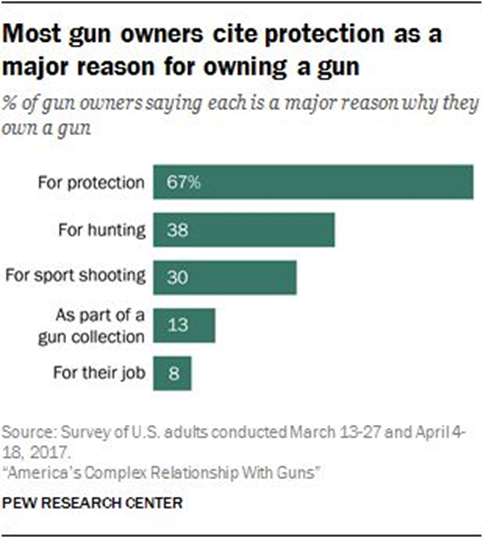 Most gun owners cite protection as a
major reason for owning a gun
% of gun owners saying each is a major reason why they
own a gun
For protection 67%
For hunting 38
For sport shooting 30
As part of a
gun collection 13
For their job 8
Source: Survey of U.S. adults conducted March 13-27 and April 4-
18, 2017.
“America’s Complex Relationship With Guns”
PEW RESEARCH CENTER